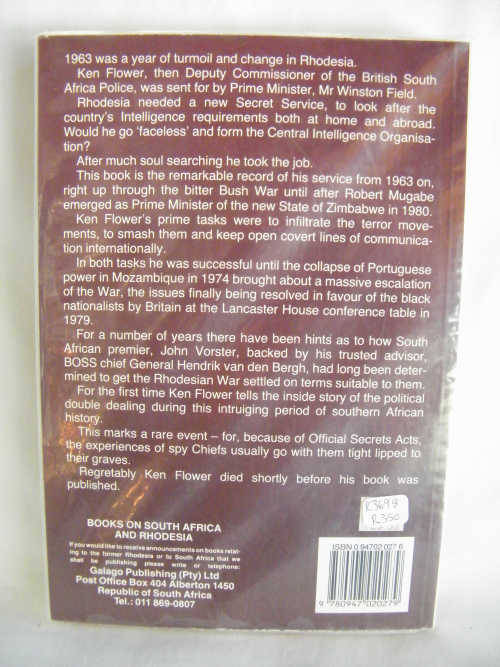 1963 was a year of turmoil and change in Rhodesia.
Ken Flower, then Deputy Commissioner of the British South
Africa Police, was sent for by Prime Minister, Mr Winston Field.
Rhodesia needed a new Secret Service, to look after the
country's Intelligence requirements both at home and abroad.
Would he go 'faceless' and form the Central Intelligence Organisa-
tion?
After much soul searching he took the job.
This book is the remarkable record of his service from 1963 on,
right up through the bitter Bush War until after Robert Mugabe
emerged as Prime Minister of the new State of Zimbabwe in 1980.
Ken Flower's prime tasks were to infiltrate the terror move-
ments, to smash them and keep open covert lines of communica-
tion internationally.
In both tasks he was successful until the collapse of Portuguese
power in Mozambique in 1974 brought about a massive escalation
of the War, the issues finally being resolved in favour of the black
nationalists by Britain at the Lancaster House conference table in
1979.
For a number of years there have been hints as to how South
African premier, John Vorster, backed by his trusted advisor,
BOSS chief General Hendrik van den Bergh, had long been deter-
mined to get the Rhodesian War settled on terms suitable to them.
For the first time Ken Flower tells the inside story of the political
double dealing during this intruiging period of southern African
history.
This marks a rare event – for, because of Official Secrets Acts,
the experiences of spy Chiefs usually go with them tight lipped to
their graves.
Regretably Ken Flower died shortly before his book was
published.
R3698
R350
BOOKS ON SOUTH AFRICA
AND RHODESIA
If you would like to receive announcements on books relat-
ing to the former Rhodesia or to South Africa that we
shall be publishing please write or telephone:
Galago Publishing (Pty) Ltd
Post Office Box 404 Alberton 1450
Republic of South Africa
Tel.: 011 869-0807
ISBN 0 94702 027 6
9 780947 020279